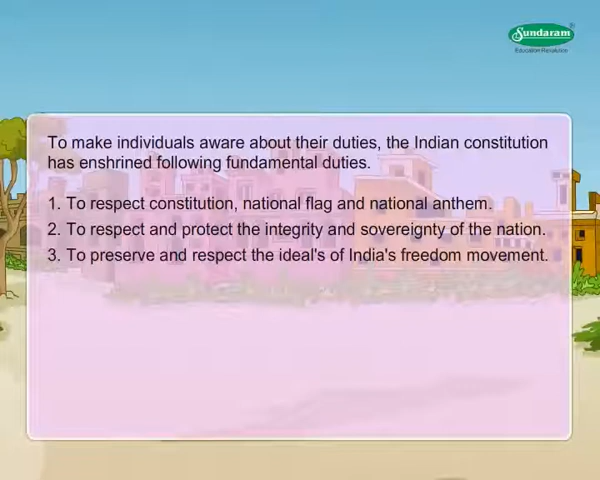 Sundaram
Education Revolution
To make individuals aware about their duties, the Indian constitution
has enshrined following fundamental duties.
1. To respect constitution, national flag and national anthem.
2. To respect and protect the integrity and sovereignty of the nation.
3. To preserve and respect the ideal's of India's freedom movement.